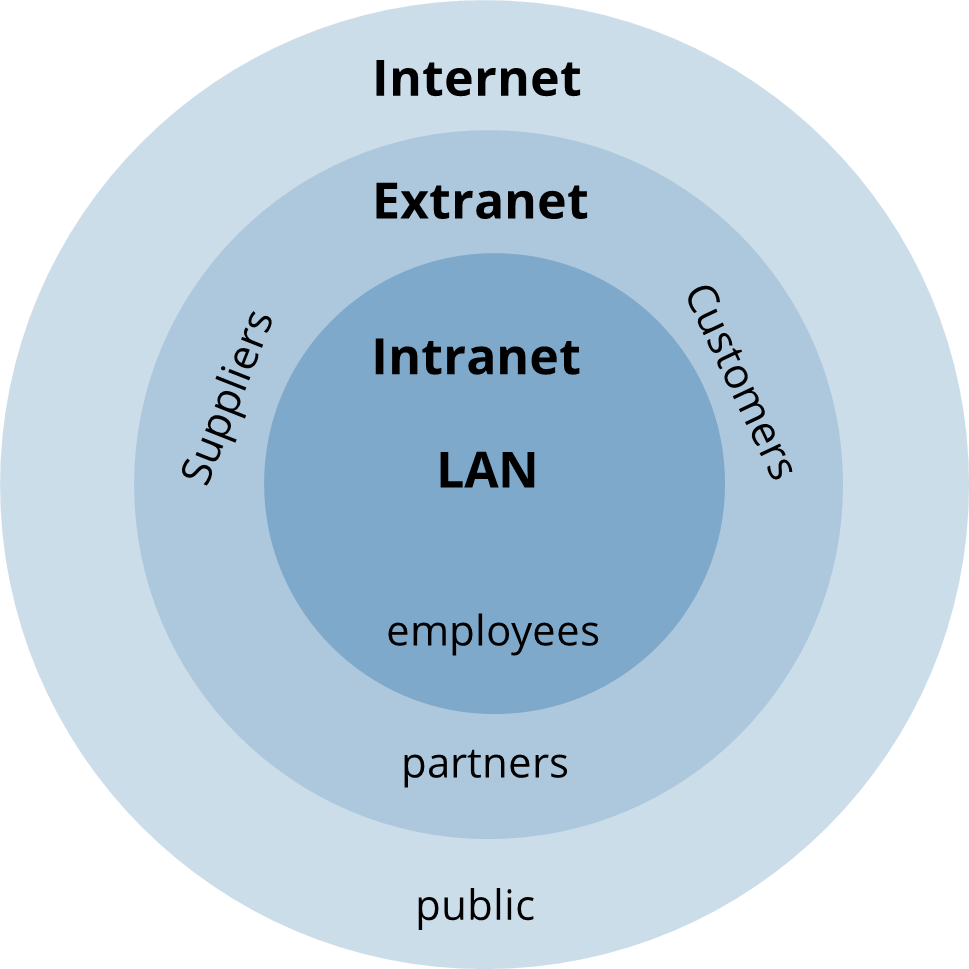 Internet
Extranet
Suppliers
Customers
Intranet
LAN
employees
partners
public